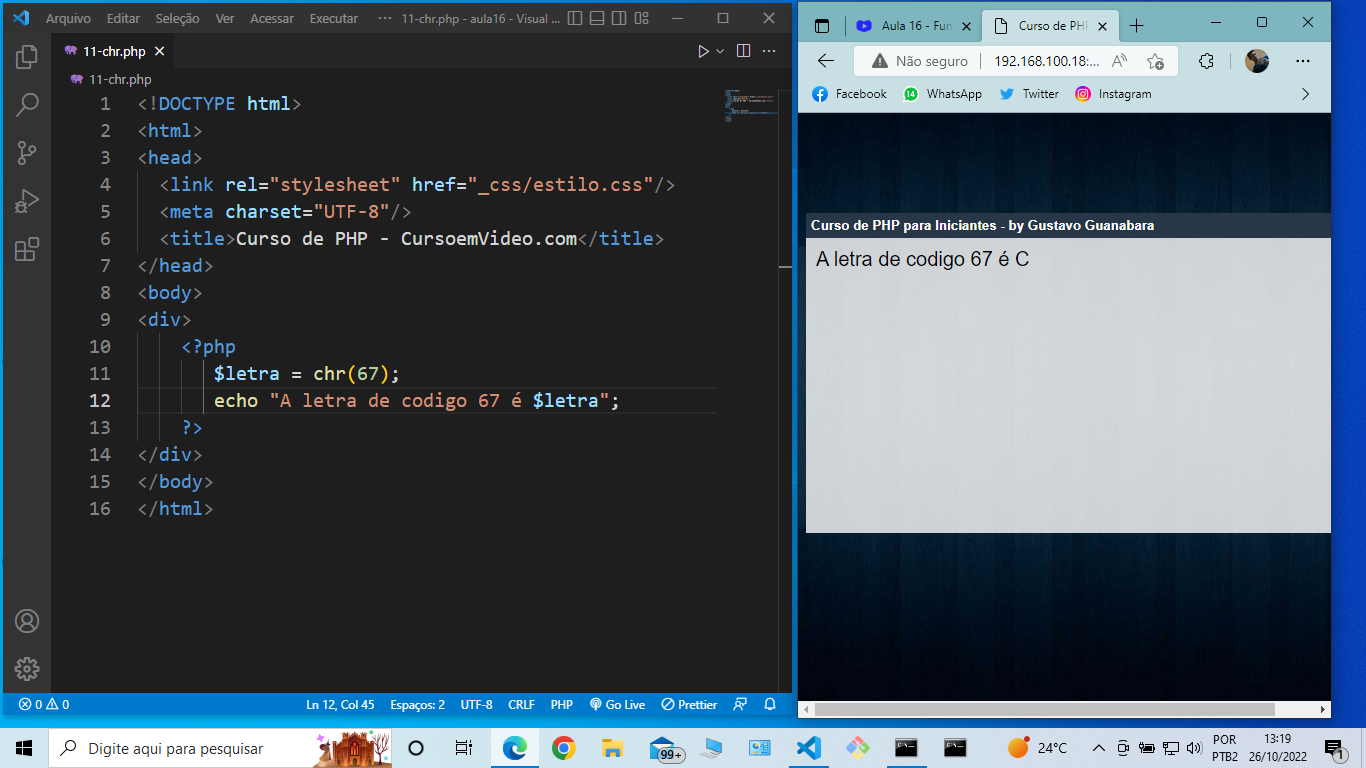 Arquivo Editar Seleção Ver Acessar Executar ··· 11-chr.php - aula16 - Visual ...
11-chr.php
11-chr.php
1 <!DOCTYPE html>
2 <html>
3 <head>
4 <link rel="stylesheet" href="_css/estilo.css"/>
5 <meta charset="UTF-8"/>
6 <title>Curso de PHP - CursoemVideo.com</title>
7 </head>
8 <body>
9 <div>
10 <?php
11 $letra = chr(67);
12 echo "A letra de codigo 67 é $letra";
13 ?>
14 </div>
15 </body>
16 </html>
0 0 Ln 12, Col 45 Espaços: 2 UTF-8 CRLF PHP Go Live Prettier
Aula 16 - Fun Curso de PHP
Não seguro 192.168.100.18:...
Facebook 14 WhatsApp Twitter Instagram
Curso de PHP para Iniciantes - by Gustavo Guanabara
A letra de codigo 67 é C
Digite aqui para pesquisar
99+
24°C
POR
PTB2
13:19
26/10/2022
1